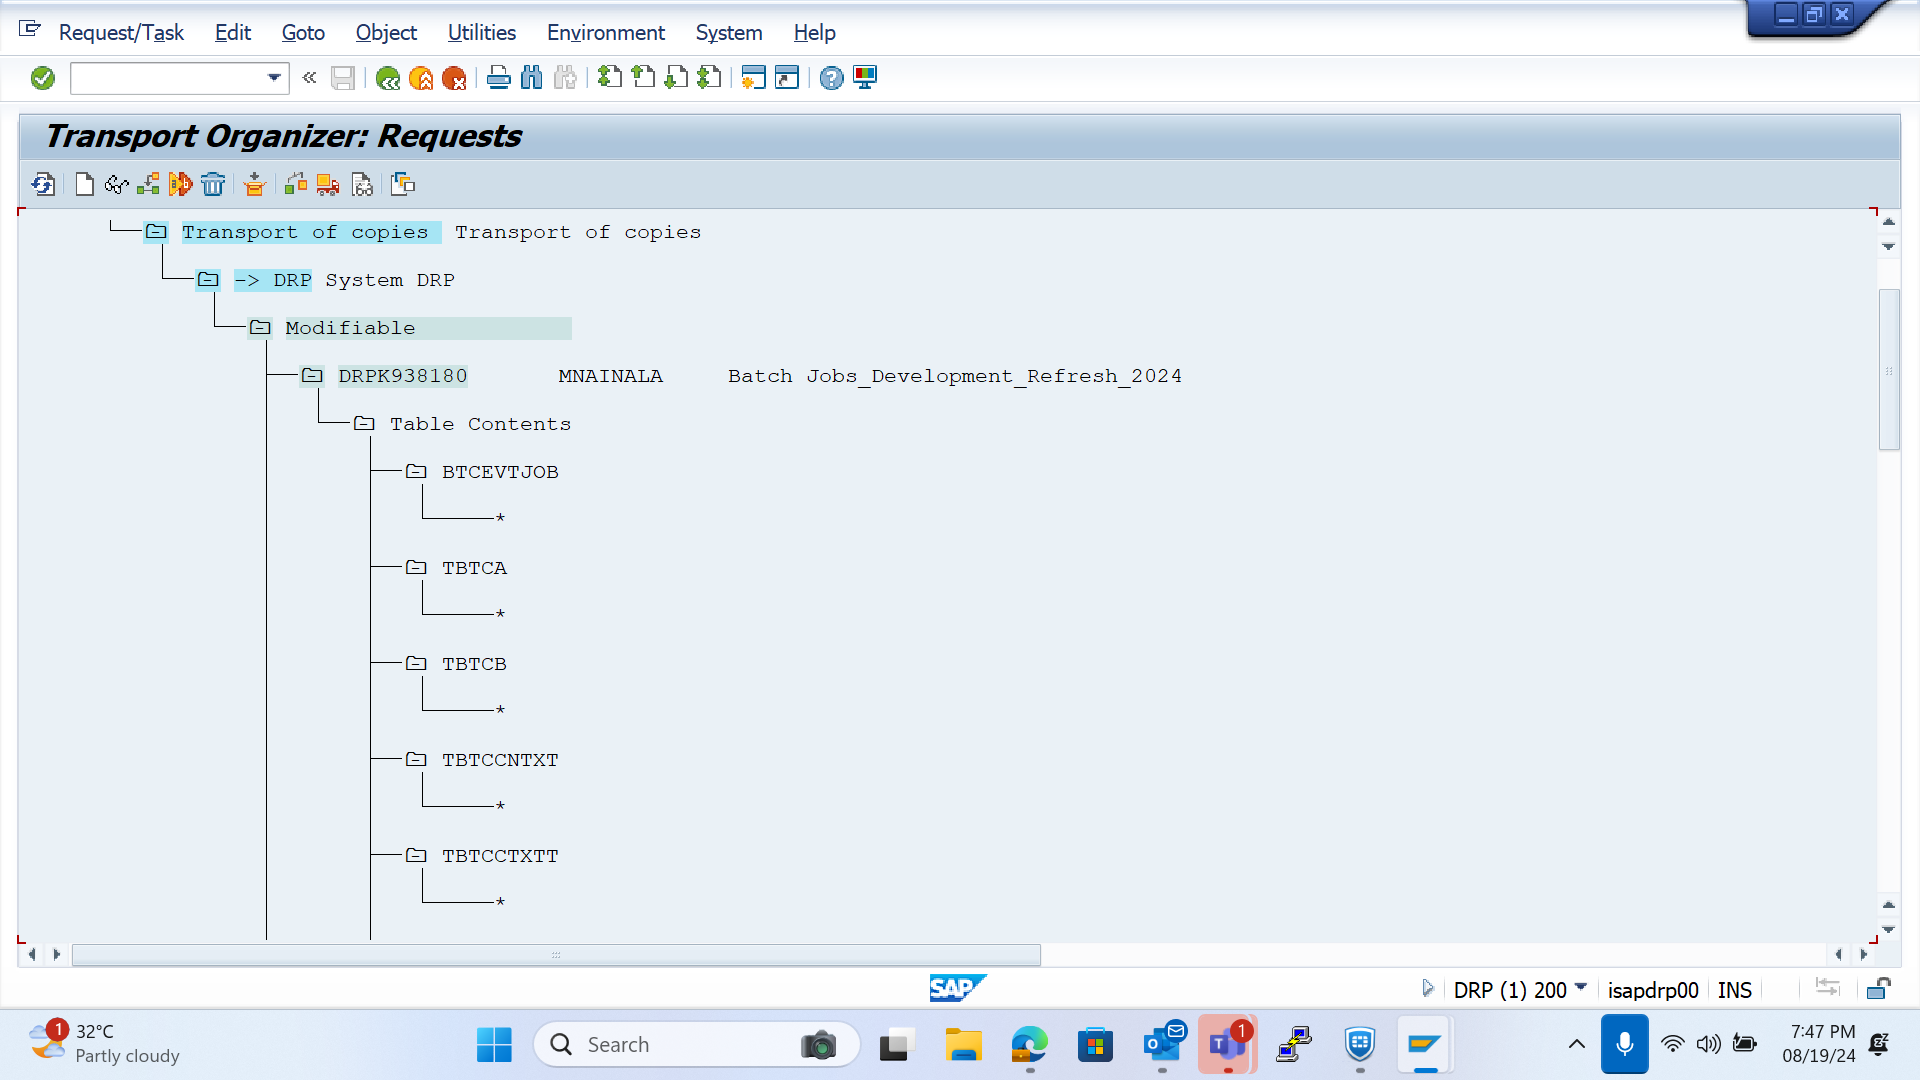 Request/Task Edit Goto Object Utilities Environment System Help
Transport Organizer: Requests
Transport of copies Transport of copies
-> DRP System DRP
Modifiable
DRPK938180 MNAINALA Batch Jobs_Development_Refresh_2024
Table Contents
BTCEVTJOB
*
TBTCA
*
TBTCB
*
TBTCCNTXT
*
TBTCCTXTT
*
SAP
DRP (1) 200 isapdrp00 INS
1 32°C
Partly cloudy
Search
1
7:47 PM
08/19/24